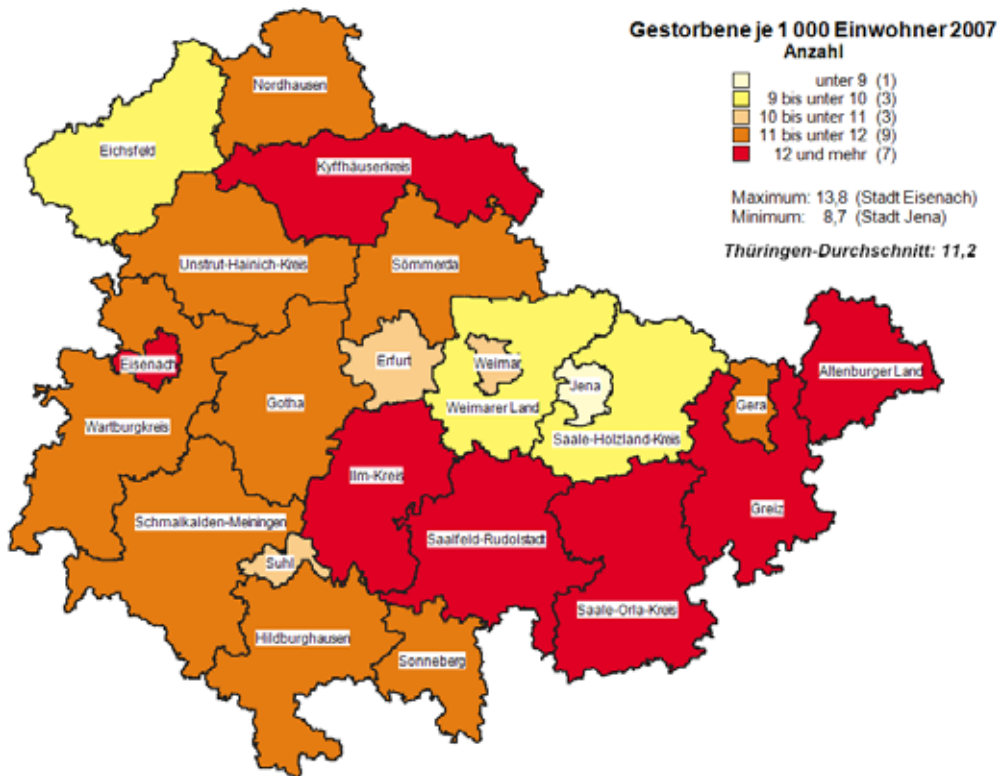 Gestorbene je 1 000 Einwohner 2007
Anzahl
unter 9 (1)
9 bis unter 10 (3)
10 bis unter 11 (3)
11 bis unter 12 (9)
12 und mehr (7)
Maximum: 13,8 (Stadt Eisenach)
Minimum: 8,7 (Stadt Jena)
Thüringen-Durchschnitt: 11,2
Nordhausen
Eichsfeld
Kyffhäuserkreis
Unstrut-Hainich-Kreis
Sömmerda
Eisenach
Erfurt
Weimar
Jena
Altenburger Land
Gotha
Weimarer Land
Gera
Wartburgkreis
Saale-Holzland-Kreis
Ilm-Kreis
Greiz
Schmalkalden-Meiningen
Saalfeld-Rudolstadt
Suhl
Saale-Orla-Kreis
Hildburghausen
Sonneberg